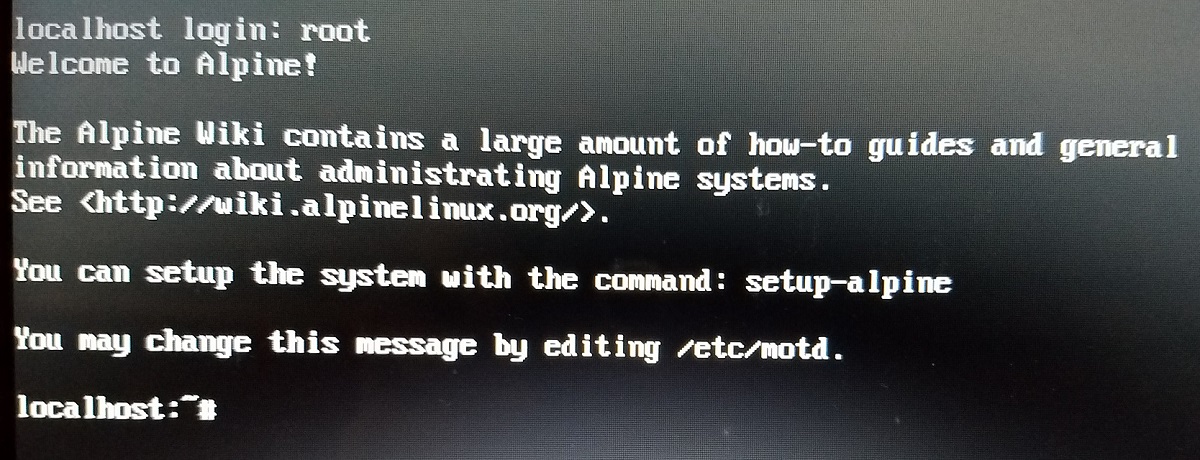 localhost login: root
Welcome to Alpine!
The Alpine Wiki contains a large amount of how-to guides and general
information about administrating Alpine systems.
See <http://wiki.alpinelinux.org/>.
You can setup the system with the command: setup-alpine
You may change this message by editing /etc/motd.
localhost:~#